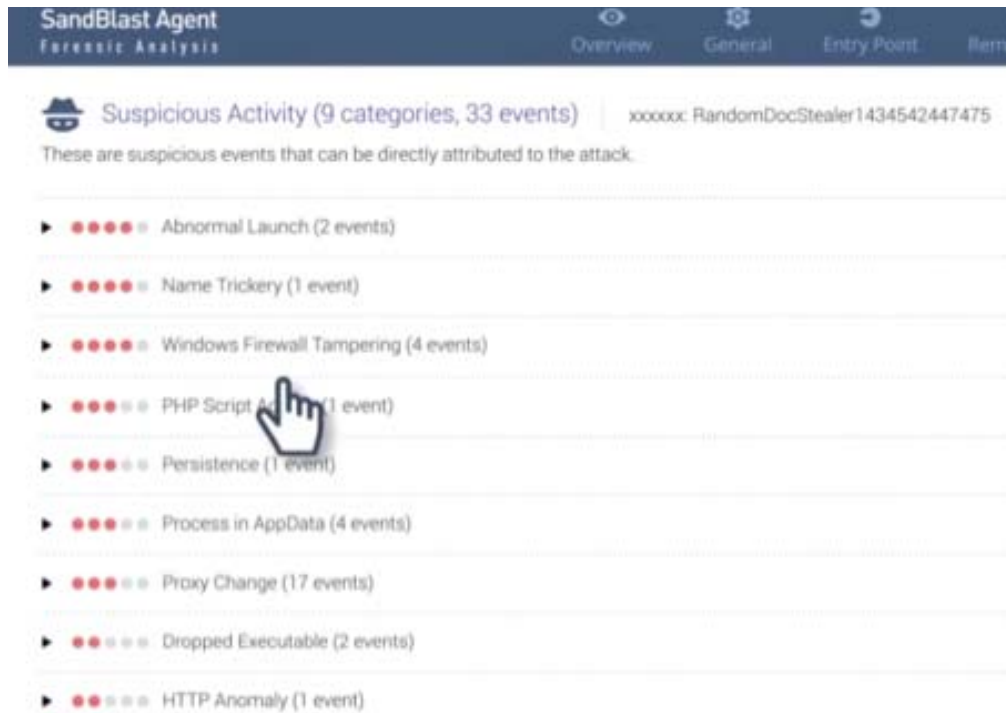 SandBlast Agent
Forensic Analysis
Overview
General
Entry Point
Suspicious Activity (9 categories, 33 events)
xxxxxx: RandomDocStealer1434542447475
These are suspicious events that can be directly attributed to the attack.
Abnormal Launch (2 events)
Name Trickery (1 event)
Windows Firewall Tampering (4 events)
PHP Script (1 event)
Persistence (1 event)
Process in AppData (4 events)
Proxy Change (17 events)
Dropped Executable (2 events)
HTTP Anomaly (1 event)